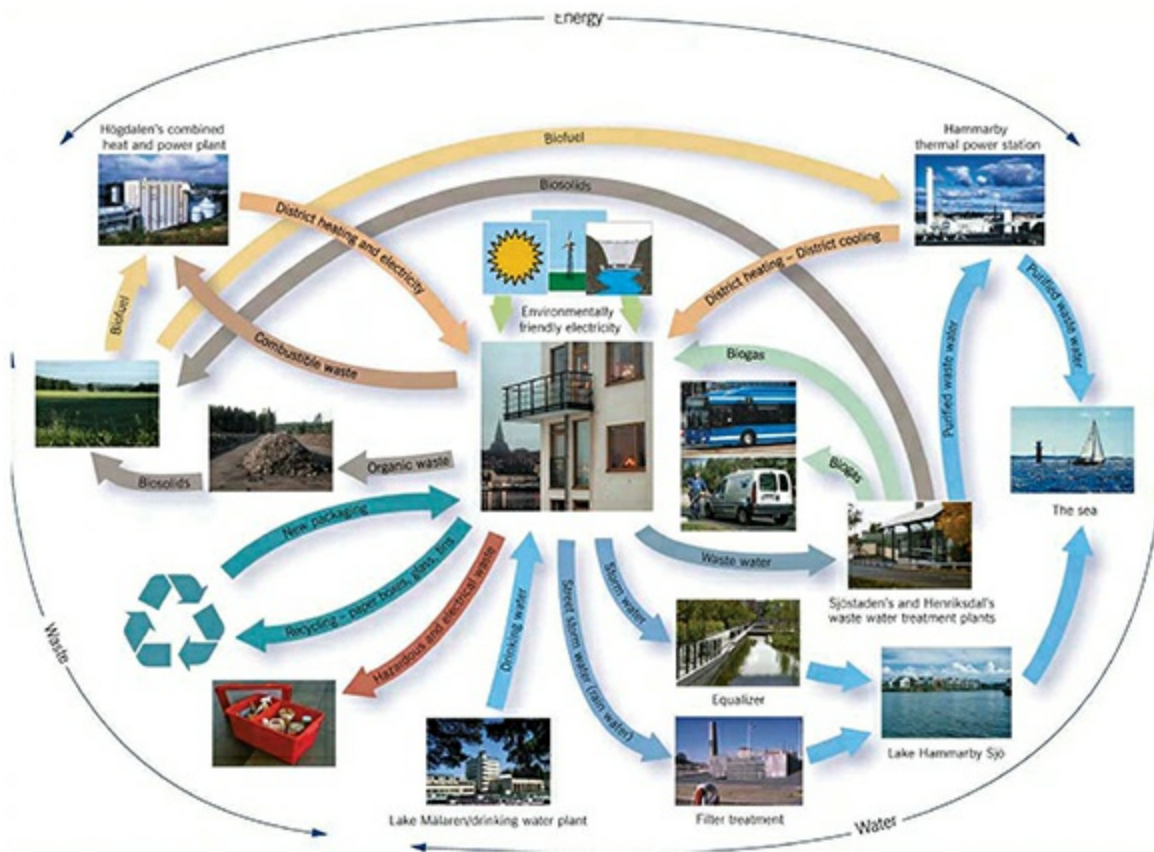 Energy
Högdalen's combined
heat and power plant
Hammarby
thermal power station
Biofuel
Biosolids
District heating and electricity
District heating – District cooling
Environmentally
friendly electricity
Biofuel
Combustible waste
Biogas
Biogas
Purified waste water
Purified waste water
The sea
Organic waste
Biosolids
New packaging
Recycling – paper boxes, glass, tins
Hazardous and electrical waste
Drinking water
Street storm water (rain water)
Storm water
Waste water
Sjöstaden's and Henriksdal's
waste water treatment plants
Equalizer
Lake Hammarby Sjö
Filter treatment
Lake Mälaren/drinking water plant
Waste
Water